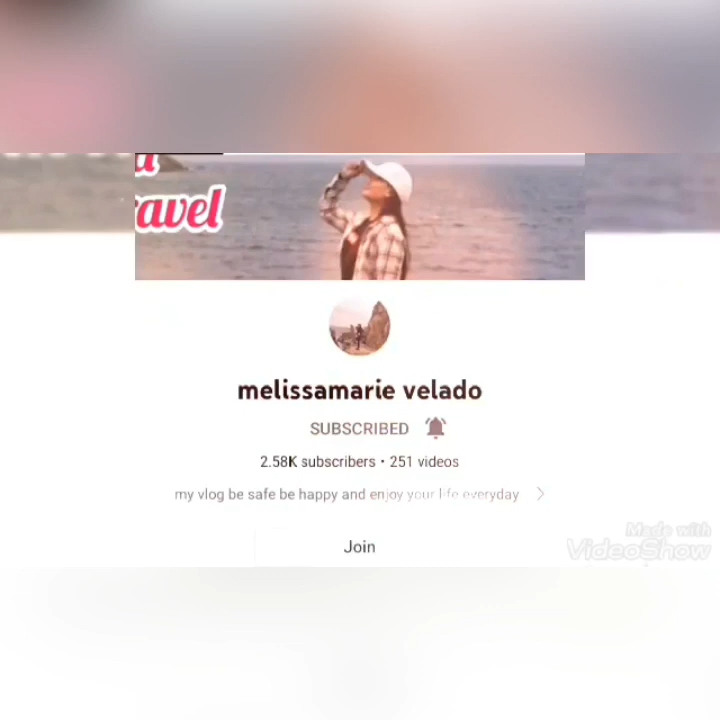 avel
melissamarie velado
SUBSCRIBED
2.58K subscribers • 251 videos
my vlog be safe be happy and enjoy your life everyday
Join
Made with
VideoShow